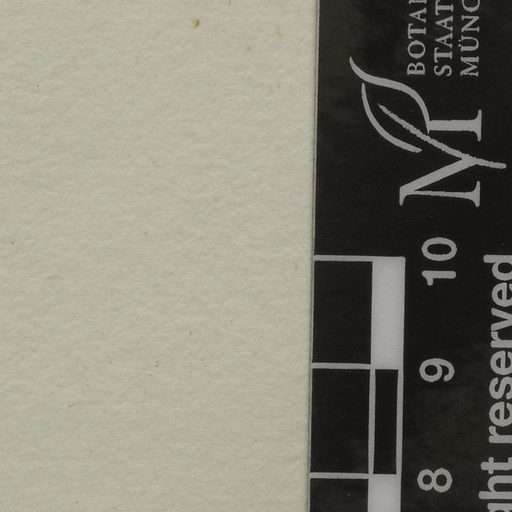 BOTAN
STAAT
MÜNC
M
10
9
8
ght reserved